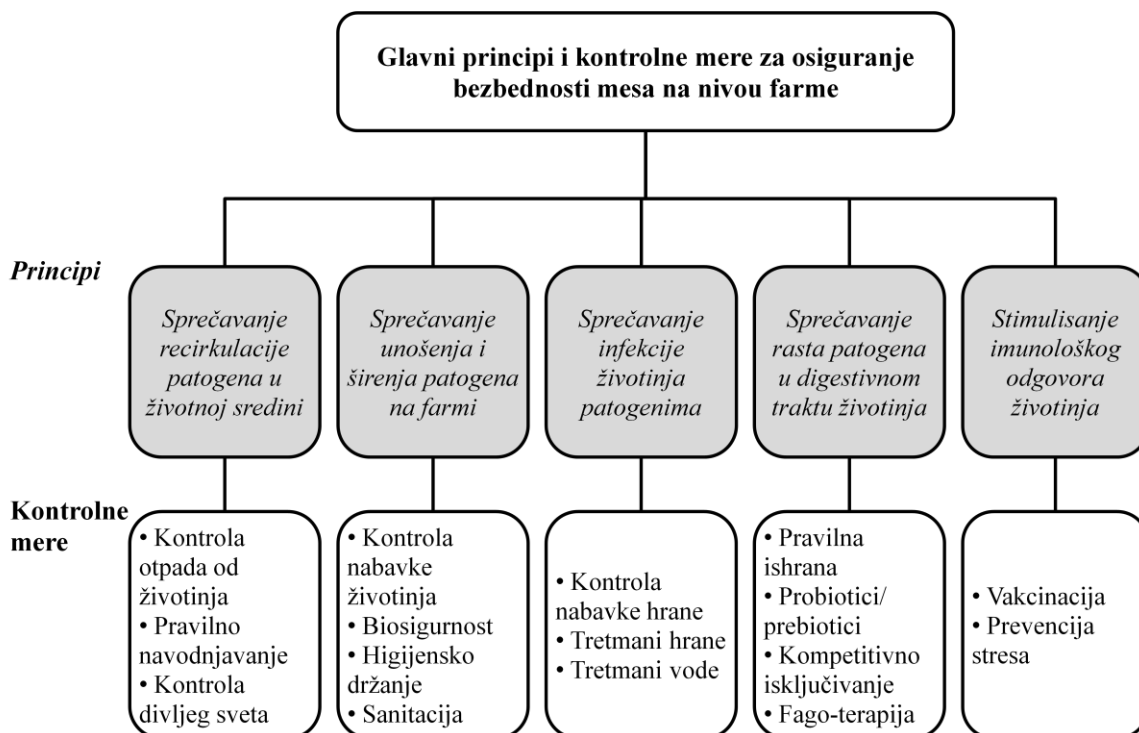 Glavni principi i kontrolne mere za osiguranje
bezbednosti mesa na nivou farme
Principi
Sprečavanje
recirkulacije
patogena u
životnoj sredini
Sprečavanje
unošenja i
širenja patogena
na farmi
Sprečavanje
infekcije
životinja
patogenima
Sprečavanje
rasta patogena
u digestivnom
traktu životinja
Stimulisanje
imunološkog
odgovora
životinja
Kontrolne
mere
• Kontrola
otpada od
životinja
• Pravilno
navodnjavanje
• Kontrola
divljeg sveta
• Kontrola
nabavke
životinja
• Biosigurnost
• Higijensko
držanje
• Sanitacija
• Kontrola
nabavke hrane
• Tretmani hrane
• Tretmani vode
• Pravilna
ishrana
• Probiotici/
prebiotici
• Kompetitivno
isključivanje
• Fago-terapija
• Vakcinacija
• Prevencija
stresa